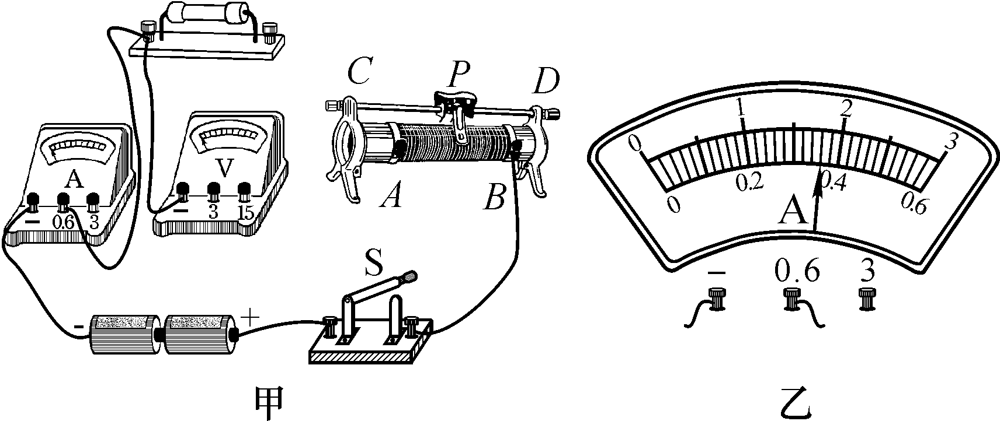 C P D
A
− 0.6 3
V
− 3 15
A B
S
- +
甲
0 1 2 3
0 0.2 0.4 0.6
A
− 0.6 3
乙